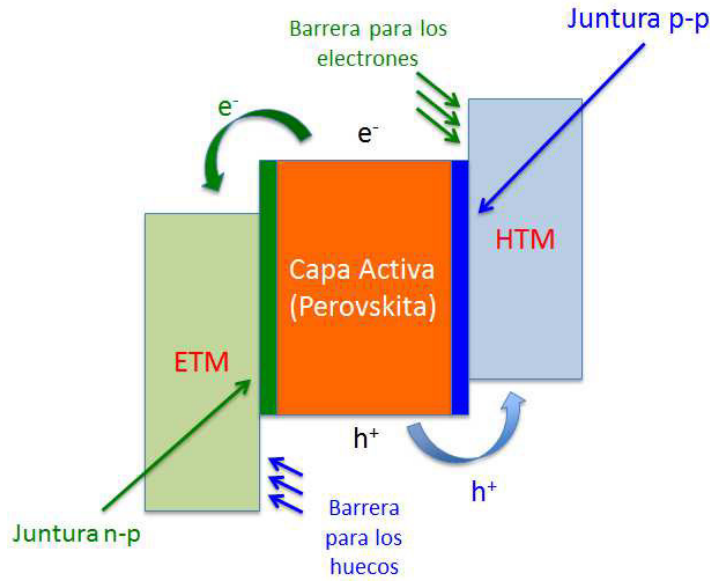 Juntura p-p
Barrera para los
electrones
e⁻
e⁻
HTM
Capa Activa
(Perovskita)
ETM
h⁺
h⁺
Juntura n-p
Barrera
para los
huecos